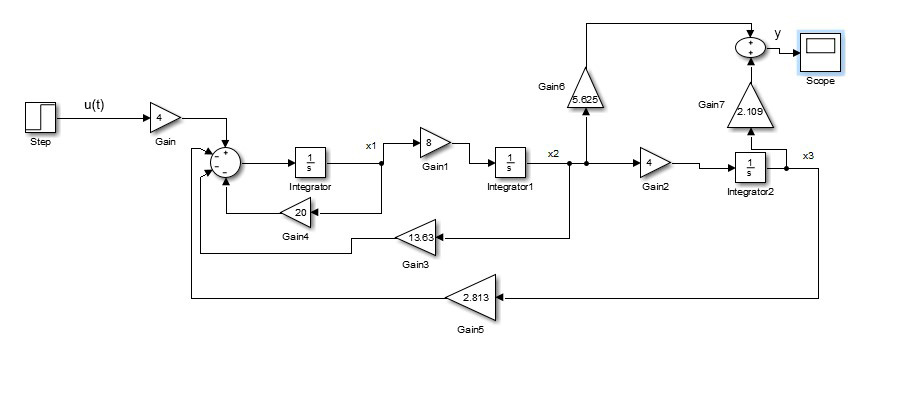 y
Gain6
5.625
Scope
u(t)
Gain7
2.109
4
Step
Gain
x1
8
x2
x3
1
s
Integrator
Gain1
1
s
Integrator1
4
Gain2
1
s
Integrator2
20
Gain4
13.63
Gain3
2.813
Gain5